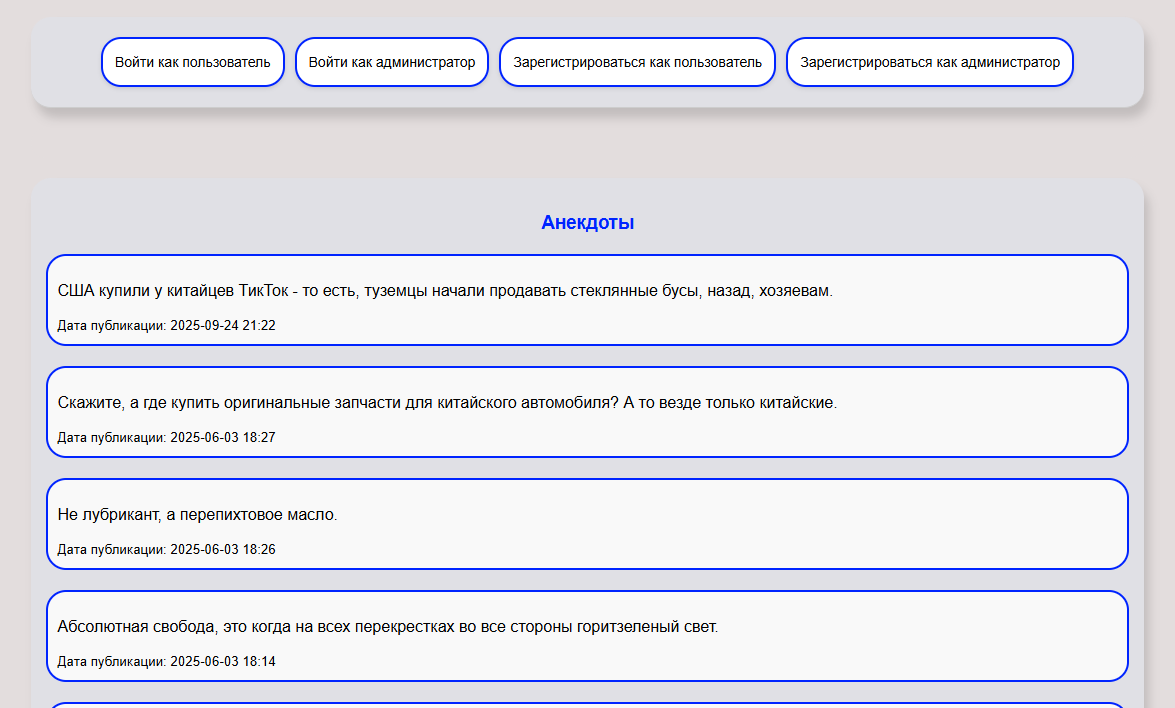 Войти как пользователь
Войти как администратор
Зарегистрироваться как пользователь
Зарегистрироваться как администратор
Анекдоты
США купили у китайцев ТикТок - то есть, туземцы начали продавать стеклянные бусы, назад, хозяевам.
Дата публикации: 2025-09-24 21:22
Скажите, а где купить оригинальные запчасти для китайского автомобиля? А то везде только китайские.
Дата публикации: 2025-06-03 18:27
Не лубрикант, а перепихтовое масло.
Дата публикации: 2025-06-03 18:26
Абсолютная свобода, это когда на всех перекрестках во все стороны горитзеленый свет.
Дата публикации: 2025-06-03 18:14